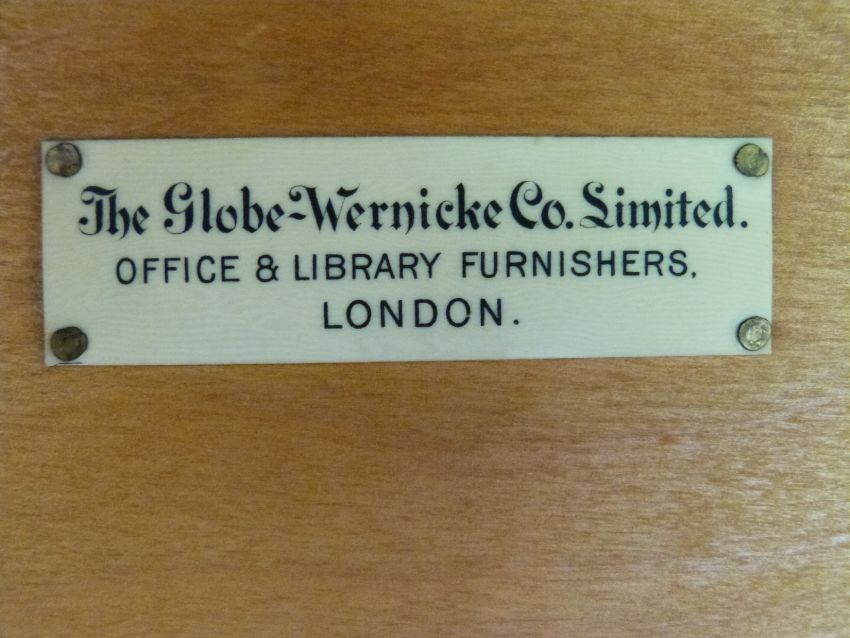 The Globe-Wernicke Co. Limited.
OFFICE & LIBRARY FURNISHERS,
LONDON.